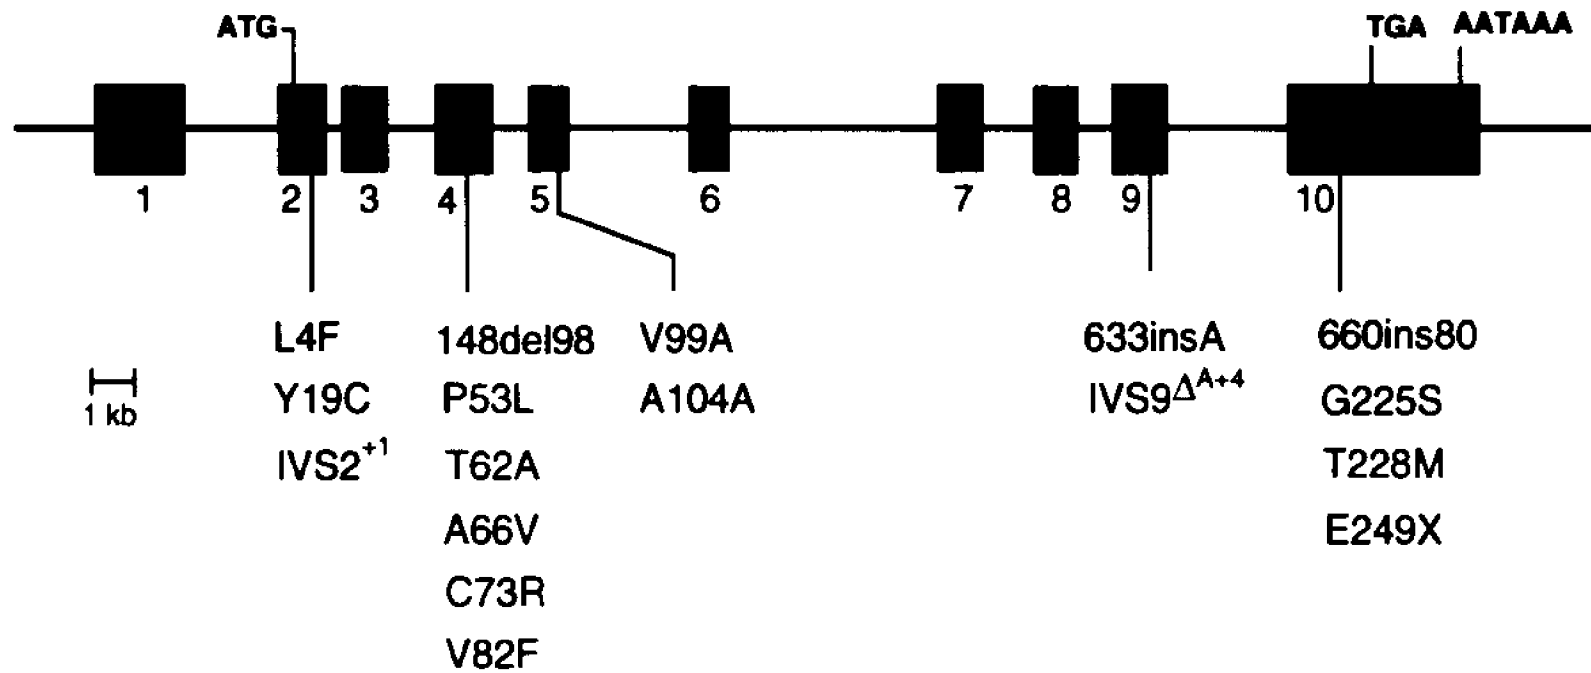 ATG TGA AATAAA
1 2 3 4 5 6 7 8 9 10
L4F 148del98 V99A 633insA 660ins80
1 kb Y19C P53L A104A IVS9^ΔA+4 G225S
IVS2^+1 T62A T228M
A66V E249X
C73R
V82F